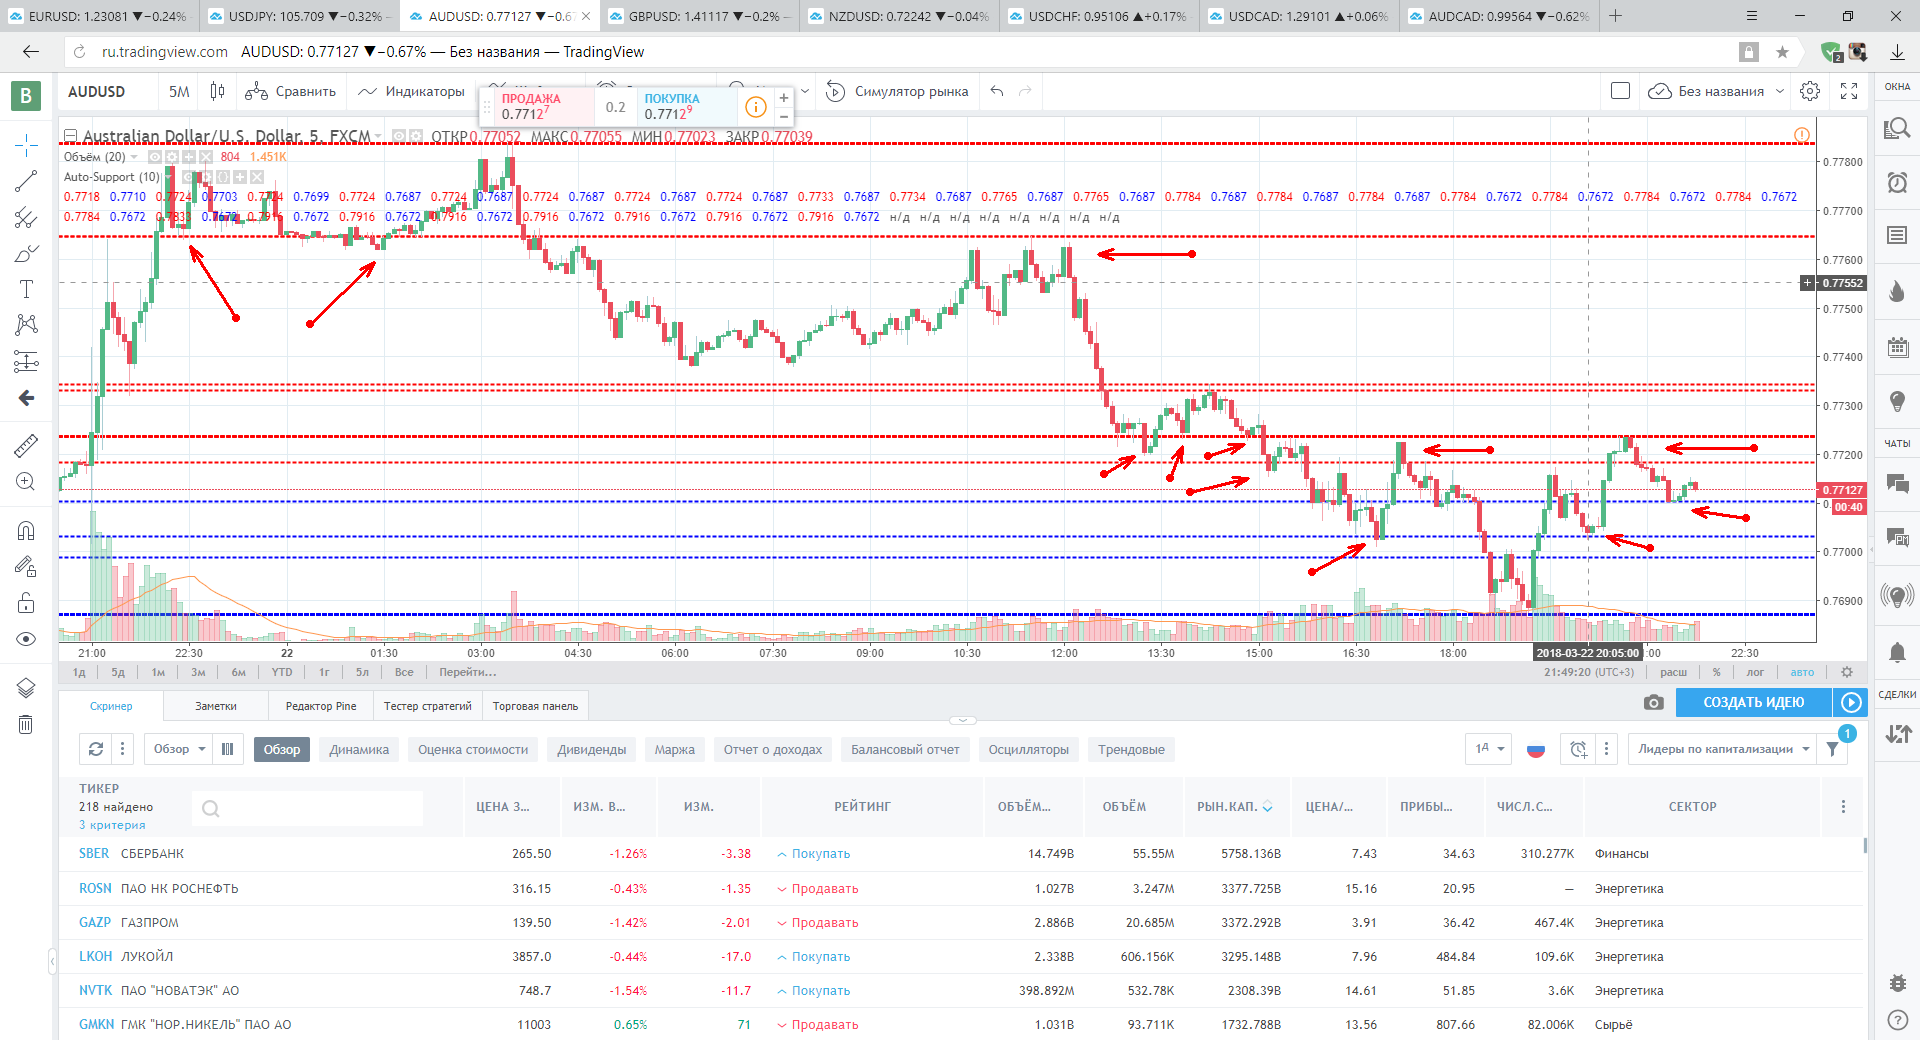 EURUSD: 1.23081 ▼−0.24%
USDJPY: 105.709 ▼−0.32%
AUDUSD: 0.77127 ▼−0.6
GBPUSD: 1.41117 ▼−0.2%
NZDUSD: 0.72242 ▼−0.04%
USDCHF: 0.95106 ▲+0.17%
USDCAD: 1.29101 ▲+0.06%
AUDCAD: 0.99564 ▼−0.62%
ru.tradingview.com AUDUSD: 0.77127 ▼−0.67% — Без названия — TradingView
2
B
AUDUSD 5М Сравнить Индикаторы Симулятор рынка Без названия
ОКНА
ПРОДАЖА 0.2 ПОКУПКА
0.77127 0.77129
Australian Dollar/U.S. Dollar, 5, FXCM ОТКР 0.77052 МАКС 0.77055 МИН 0.77023 ЗАКР 0.77039
Объём (20) 804 1.451K
Auto-Support (10)
0.7718 0.7710 0.7724 0.7703 0.7724 0.7699 0.7724 0.7687 0.7724 0.7687 0.7724 0.7687 0.7724 0.7687 0.7724 0.7687 0.7733 0.7687 0.7734 0.7687 0.7765 0.7687 0.7765 0.7687 0.7784 0.7687 0.7784 0.7687 0.7784 0.7687 0.7784 0.7672 0.7784 0.7672 0.7784 0.7672 0.7784 0.7672
0.7784 0.7672 0.7833 0.7672 0.7916 0.7672 0.7916 0.7672 0.7916 0.7672 0.7916 0.7672 0.7916 0.7672 0.7916 0.7672 0.7916 0.7672 н/д н/д н/д н/д н/д н/д н/д н/д
0.77800
0.77700
0.77600
0.77552
0.77500
0.77400
0.77300
0.77200
0.77127
00:40
0.77000
0.76900
ЧАТЫ
21:00 22:30 22 01:30 03:00 04:30 06:00 07:30 09:00 10:30 12:00 13:30 15:00 16:30 18:00 2018-03-22 20:05:00 :00 22:30
1д 5д 1м 3м 6м YTD 1г 5л Все Перейти... 21:49:20 (UTC+3) расш % лог авто
СДЕЛКИ
Скринер Заметки Редактор Pine Тестер стратегий Торговая панель СОЗДАТЬ ИДЕЮ
1
Обзор Обзор Динамика Оценка стоимости Дивиденды Маржа Отчет о доходах Балансовый отчет Осцилляторы Трендовые 1д Лидеры по капитализации
ТИКЕР
218 найдено
3 критерия
ЦЕНА З... ИЗМ. В... ИЗМ. РЕЙТИНГ ОБЪЁМ... ОБЪЁМ РЫН.КАП. ЦЕНА/... ПРИБЫ... ЧИСЛ.С... СЕКТОР
SBER СБЕРБАНК 265.50 -1.26% -3.38 Покупать 14.749B 55.55M 5758.136B 7.43 34.63 310.277K Финансы
ROSN ПАО НК РОСНЕФТЬ 316.15 -0.43% -1.35 Продавать 1.027B 3.247M 3377.725B 15.16 20.95 — Энергетика
GAZP ГАЗПРОМ 139.50 -1.42% -2.01 Продавать 2.886B 20.685M 3372.292B 3.91 36.42 467.4K Энергетика
LKOH ЛУКОЙЛ 3857.0 -0.44% -17.0 Покупать 2.338B 606.156K 3295.148B 7.96 484.84 109.6K Энергетика
NVTK ПАО "НОВАТЭК" АО 748.7 -1.54% -11.7 Покупать 398.892M 532.78K 2308.39B 14.61 51.85 3.6K Энергетика
GMKN ГМК "НОР.НИКЕЛЬ" ПАО АО 11003 0.65% 71 Продавать 1.031B 93.711K 1732.788B 13.56 807.66 82.006K Сырьё